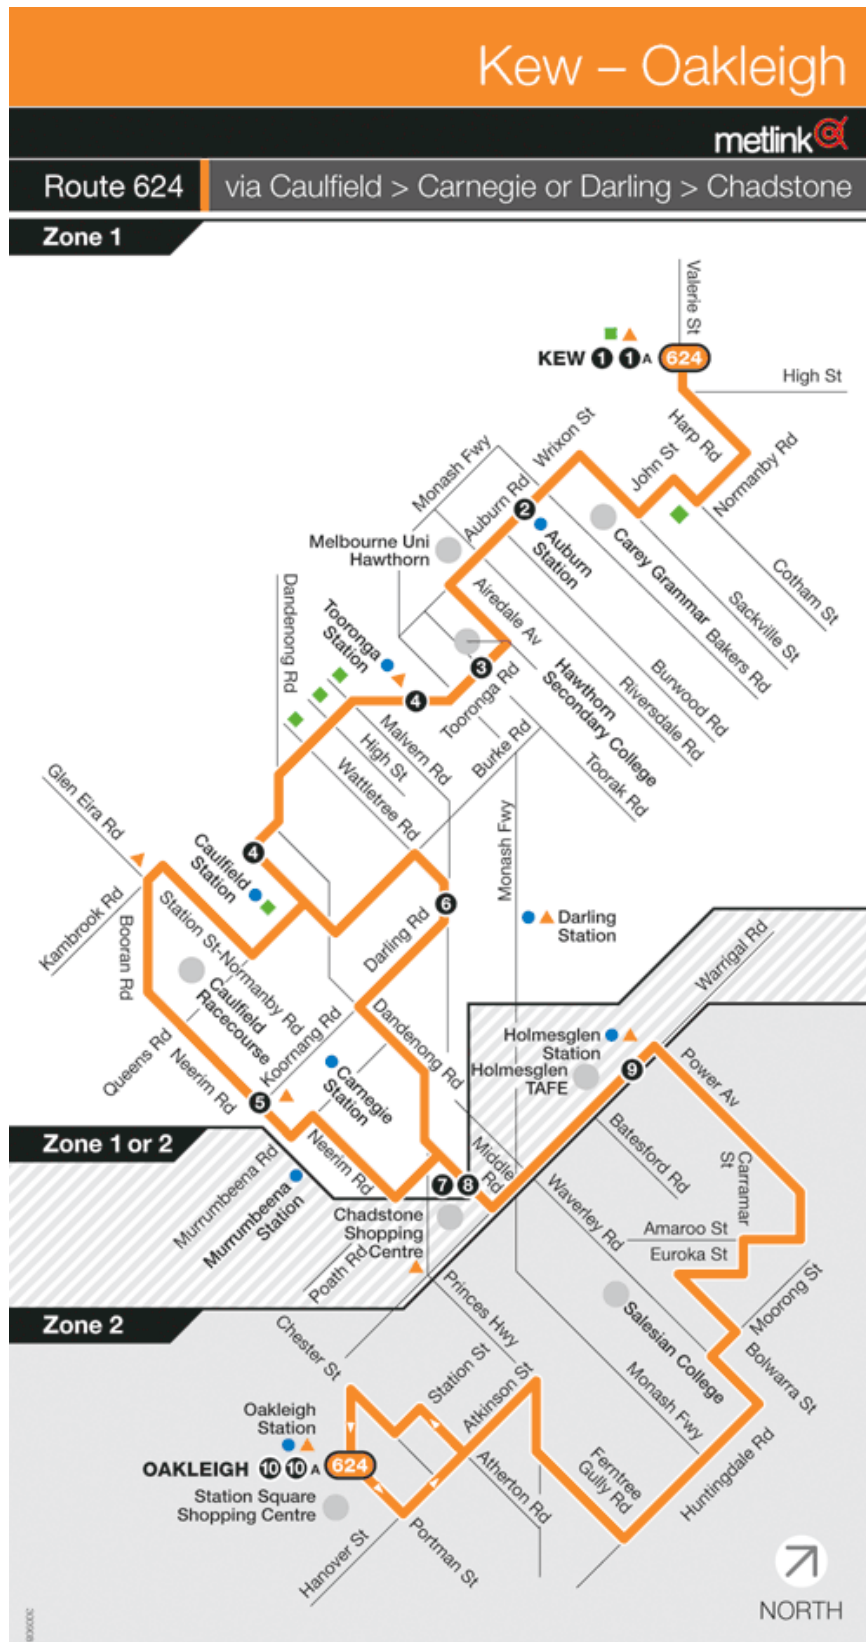 Kew – Oakleigh
metlink
Route 624
via Caulfield > Carnegie or Darling > Chadstone
Zone 1
Valerie St
KEW 1 1A 624
High St
Harp Rd
Wrixon St
John St
Normanby Rd
Monash Fwy
Auburn Rd
2
Melbourne Uni
Hawthorn
Auburn
Station
Carey Grammar
Cotham St
Sackville St
Bakers Rd
Burwood Rd
Riversdale Rd
Airedale Av
Dandenong Rd
Tooronga
Station
3
Hawthorn
Secondary College
4
Tooronga Rd
Malvern Rd
High St
Wattletree Rd
Burke Rd
Toorak Rd
Glen Eira Rd
Monash Fwy
4
Caulfield
Station
Kambrook Rd
Booran Rd
Station St-Normanby Rd
6
Darling Rd
Darling
Station
Warrigal Rd
Caulfield
Racecourse
Queens Rd
Neerim Rd
Koornang Rd
Dandenong Rd
Holmesglen
Station
Holmesglen
TAFE
9
Power Av
Carnegie
Station
5
Zone 1 or 2
Neerim Rd
Murrumbeena Rd
Murrumbeena
Station
Middle
Rd
7 8
Batesford Rd
Carramar
St
Waverley Rd
Amaroo St
Euroka St
Chadstone
Shopping
Centre
Poath Rd
Zone 2
Princes Hwy
Moorong St
Salesian College
Bolwarra St
Chester St
Station St
Atkinson St
Monash Fwy
Oakleigh
Station
OAKLEIGH 10 10A 624
Station Square
Shopping Centre
Atherton Rd
Ferntree
Gully Rd
Huntingdale Rd
Hanover St
Portman St
NORTH